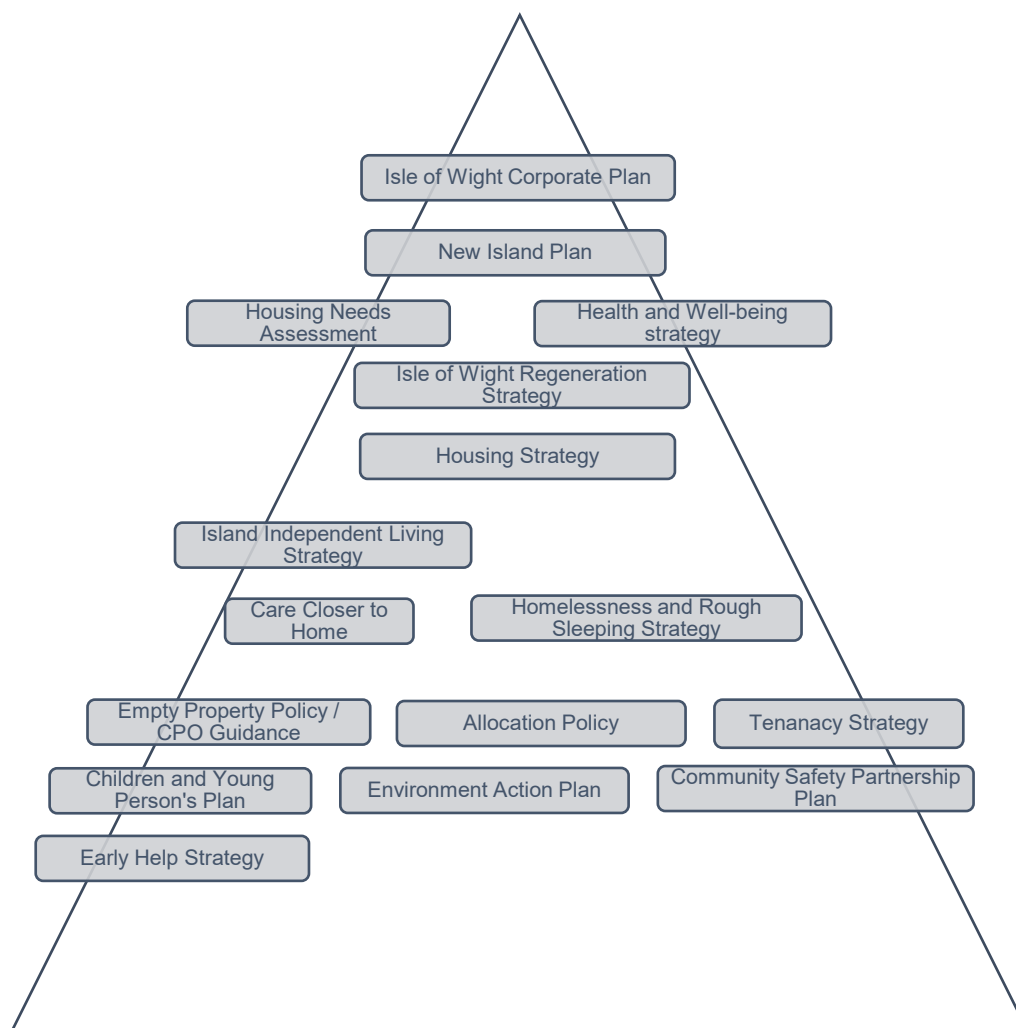 Isle of Wight Corporate Plan
New Island Plan
Housing Needs
Assessment
Health and Well-being
strategy
Isle of Wight Regeneration
Strategy
Housing Strategy
Island Independent Living
Strategy
Care Closer to
Home
Homelessness and Rough
Sleeping Strategy
Empty Property Policy /
CPO Guidance
Allocation Policy
Tenanacy Strategy
Children and Young
Person's Plan
Environment Action Plan
Community Safety Partnership
Plan
Early Help Strategy